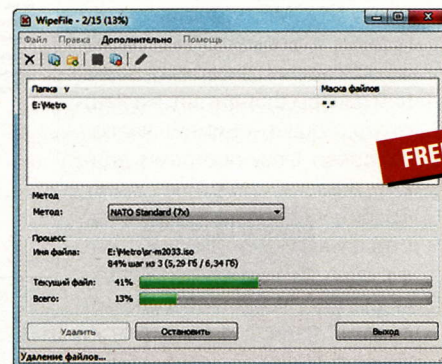 WipeFile - 2/15 (13%)
Файл Правка Дополнительно Помощь
Папка v Маска файлов
E:\Metro *.*
FREE
Метод
Метод: NATO Standard (7x)
Процесс
Имя файла: E:\Metro\sr-m2033.iso
84% шаг из 3 (5,29 Гб / 6,34 Гб)
Текущий файл: 41%
Всего: 13%
Удалить Остановить Выход
Удаление файлов...